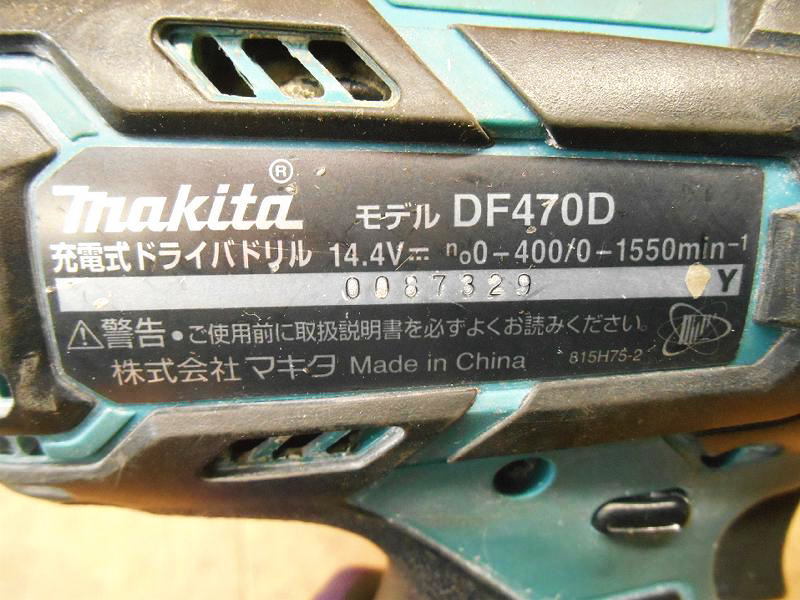 makita® モデル DF470D
充電式ドライバドリル 14.4V⎓ n₀0-400/0-1550min⁻¹
0087329 Y
⚠警告●ご使用前に取扱説明書を必ずよくお読みください。
株式会社 マキタ Made in China 815H75-2